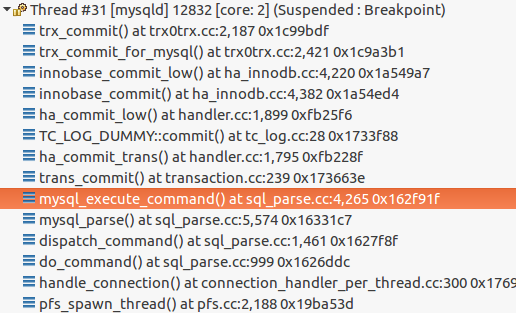 Thread #31 [mysqld] 12832 [core: 2] (Suspended : Breakpoint)
trx_commit() at trx0trx.cc:2,187 0x1c99bdf
trx_commit_for_mysql() at trx0trx.cc:2,421 0x1c9a3b1
innobase_commit_low() at ha_innodb.cc:4,220 0x1a549a7
innobase_commit() at ha_innodb.cc:4,382 0x1a54ed4
ha_commit_low() at handler.cc:1,899 0xfb25f6
TC_LOG_DUMMY::commit() at tc_log.cc:28 0x1733f88
ha_commit_trans() at handler.cc:1,795 0xfb228f
trans_commit() at transaction.cc:239 0x173663e
mysql_execute_command() at sql_parse.cc:4,265 0x162f91f
mysql_parse() at sql_parse.cc:5,574 0x16331c7
dispatch_command() at sql_parse.cc:1,461 0x1627f8f
do_command() at sql_parse.cc:999 0x1626ddc
handle_connection() at connection_handler_per_thread.cc:300 0x1769
pfs_spawn_thread() at pfs.cc:2,188 0x19ba53d